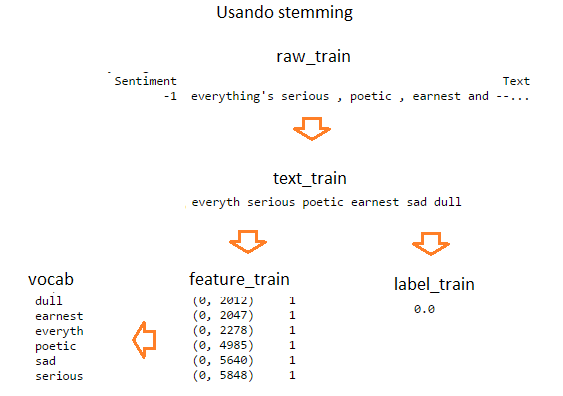 Usando stemming
raw_train
Sentiment Text
-1 everything's serious , poetic , earnest and --...
text_train
everyth serious poetic earnest sad dull
vocab
dull
earnest
everyth
poetic
sad
serious
feature_train
(0, 2012) 1
(0, 2047) 1
(0, 2278) 1
(0, 4985) 1
(0, 5640) 1
(0, 5848) 1
label_train
0.0